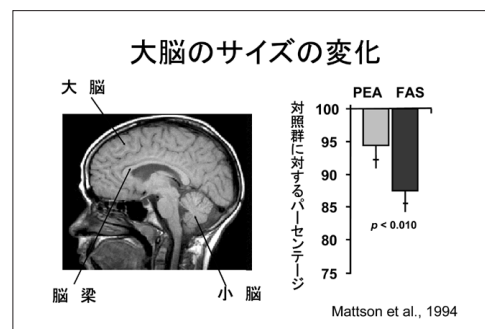 大脳のサイズの変化
大 脳
脳 梁
小 脳
対照群に対するパーセンテージ
PEA FAS
100
95
90
85
80
75
p < 0.010
Mattson et al., 1994